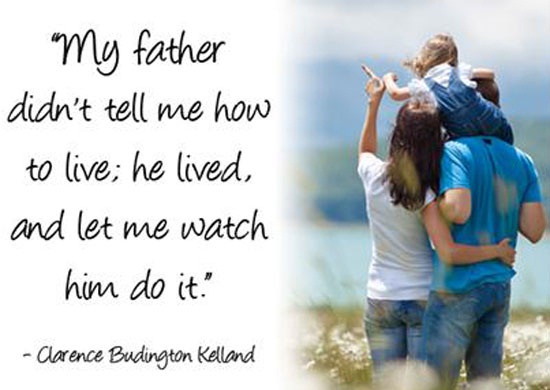 "My father
didn't tell me how
to live; he lived,
and let me watch
him do it."
- Clarence Budington Kelland